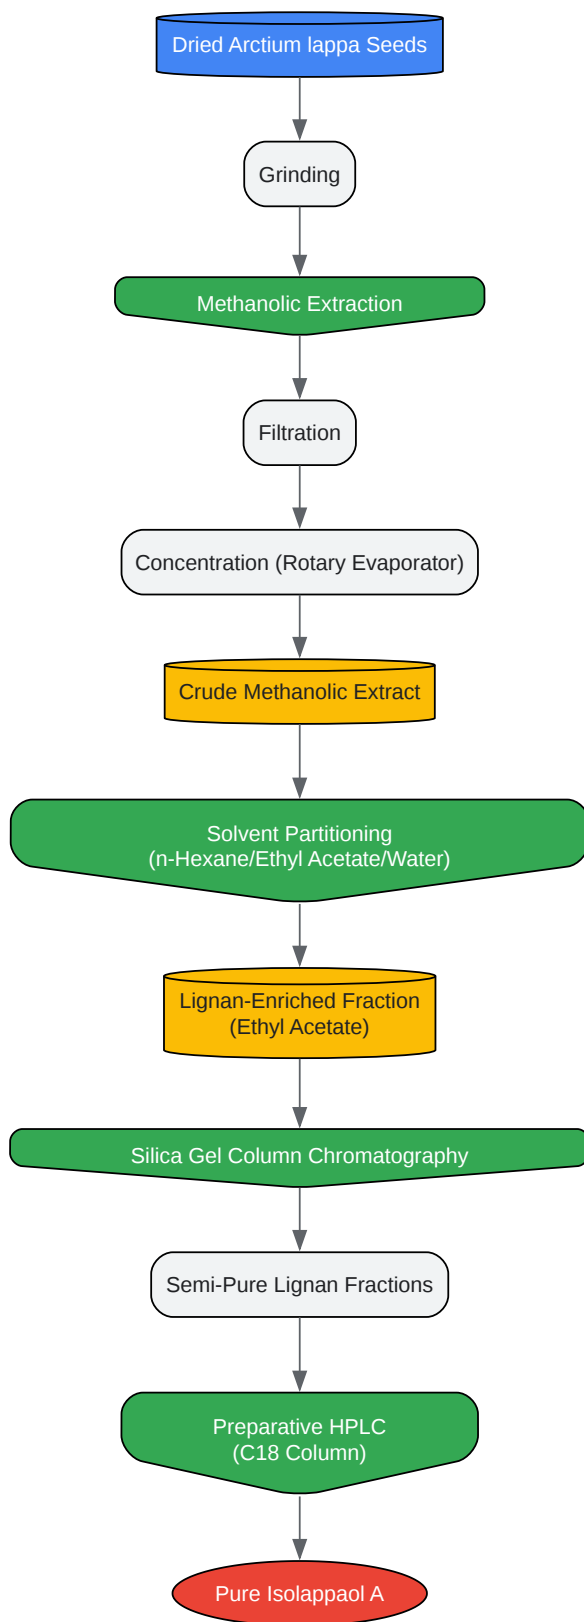 Dried Arctium lappa Seeds
Grinding
Methanolic Extraction
Filtration
Concentration (Rotary Evaporator)
Crude Methanolic Extract
Solvent Partitioning
(n-Hexane/Ethyl Acetate/Water)
Lignan-Enriched Fraction
(Ethyl Acetate)
Silica Gel Column Chromatography
Semi-Pure Lignan Fractions
Preparative HPLC
(C18 Column)
Pure Isolappaol A